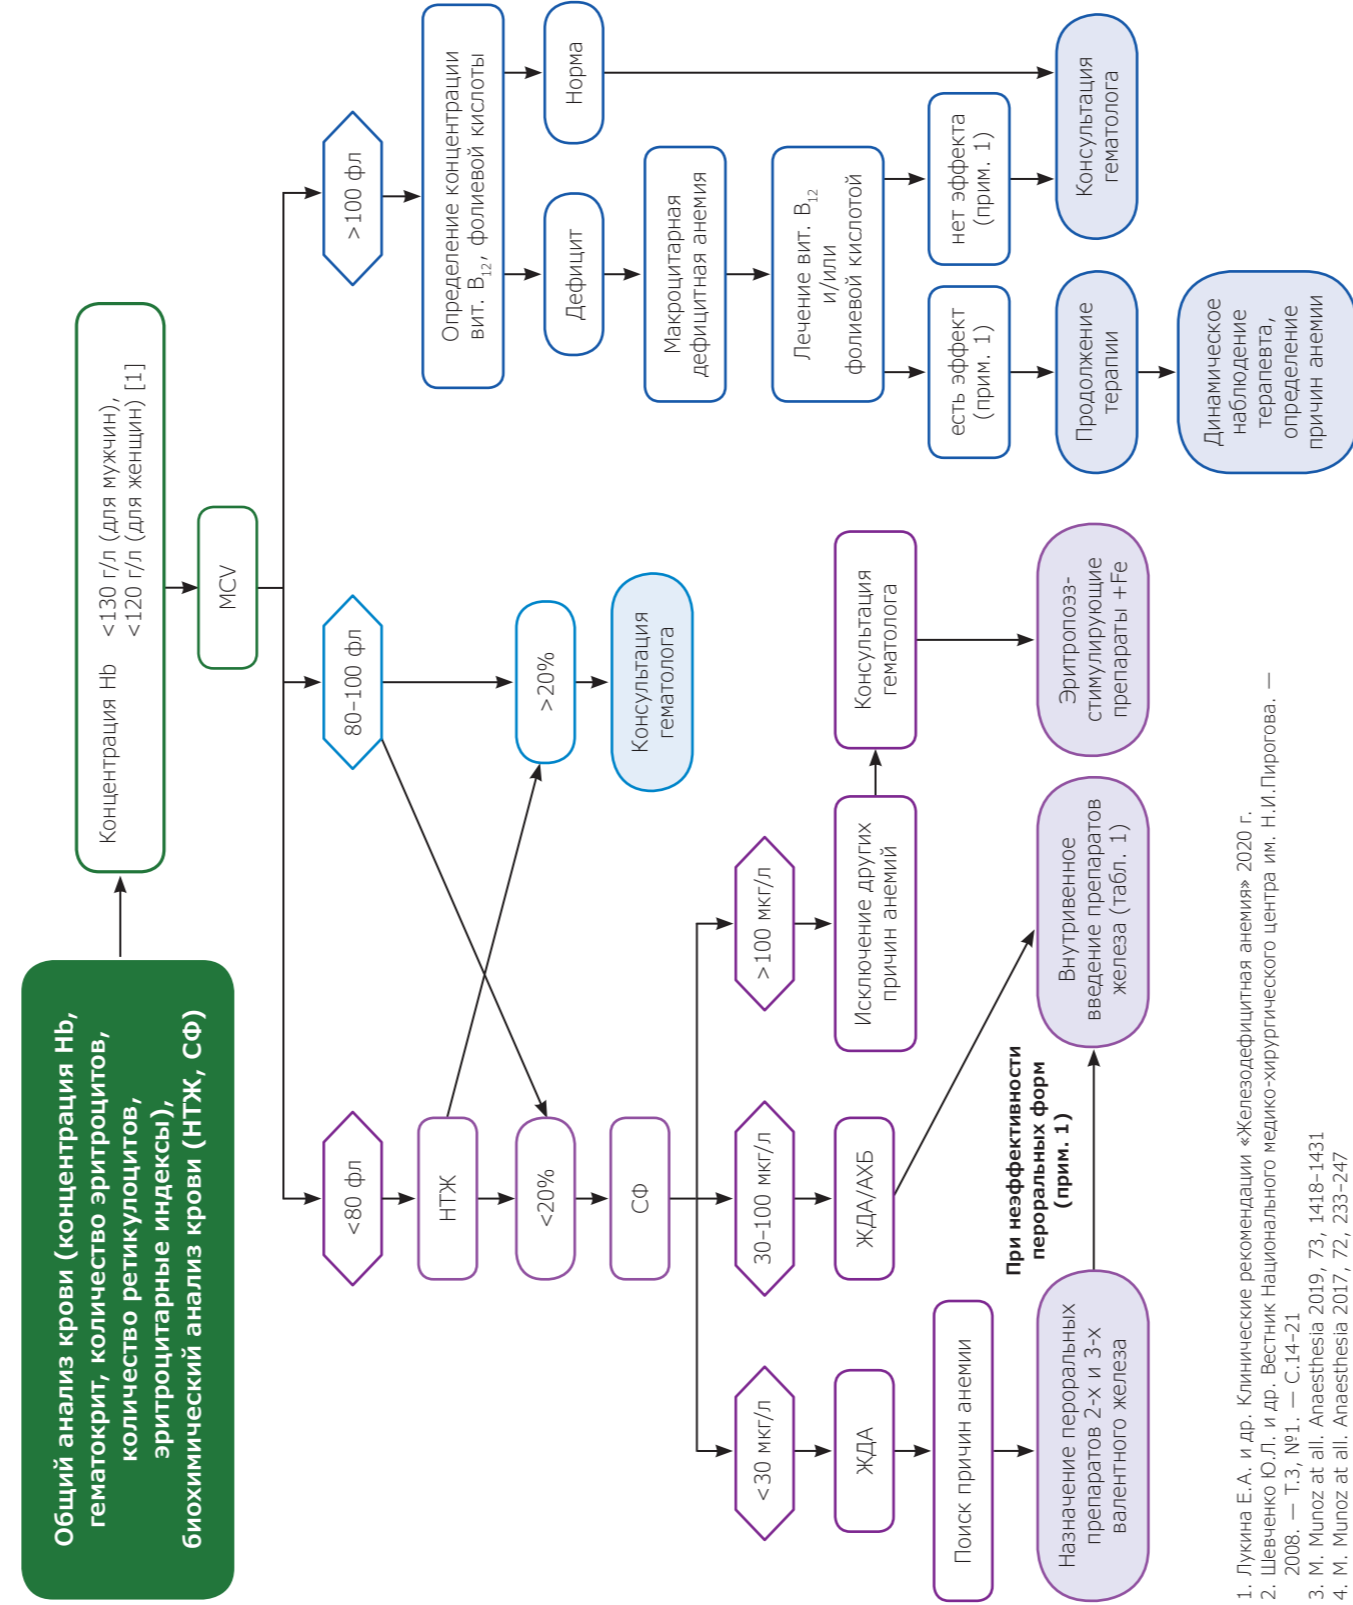 Общий анализ крови (концентрация Hb,
гематокрит, количество эритроцитов,
количество ретикулоцитов,
эритроцитарные индексы),
биохимический анализ крови (НТЖ, СФ)
Концентрация Hb <130 г/л (для мужчин),
<120 г/л (для женщин) [1]
MCV
<80 фл
80–100 фл
>100 фл
НТЖ
<20%
СФ
>20%
Консультация
гематолога
Определение концентрации
вит. B₁₂, фолиевой кислоты
Дефицит
Норма
Макроцитарная
дефицитная анемия
Лечение вит. B₁₂
и/или
фолиевой кислотой
есть эффект
(прим. 1)
нет эффекта
(прим. 1)
Продолжение
терапии
Консультация
гематолога
Динамическое
наблюдение
терапевта,
определение
причин анемии
<30 мкг/л
30–100 мкг/л
>100 мкг/л
ЖДА
ЖДА/АХБ
Исключение других
причин анемий
Консультация
гематолога
Поиск причин анемии
Назначение пероральных
препаратов 2-х и 3-х
валентного железа
При неэффективности
пероральных форм
(прим. 1)
Внутривенное
введение препаратов
железа (табл. 1)
Эритропоэз-
стимулирующие
препараты +Fe
1. Лукина Е.А. и др. Клинические рекомендации «Железодефицитная анемия» 2020 г.
2. Шевченко Ю.Л. и др. Вестник Национального медико-хирургического центра им. Н.И.Пирогова. —
2008. — Т.3, №1. — С.14–21
3. M. Munoz at all. Anaesthesia 2019, 73, 1418–1431
4. M. Munoz at all. Anaesthesia 2017, 72, 233–247